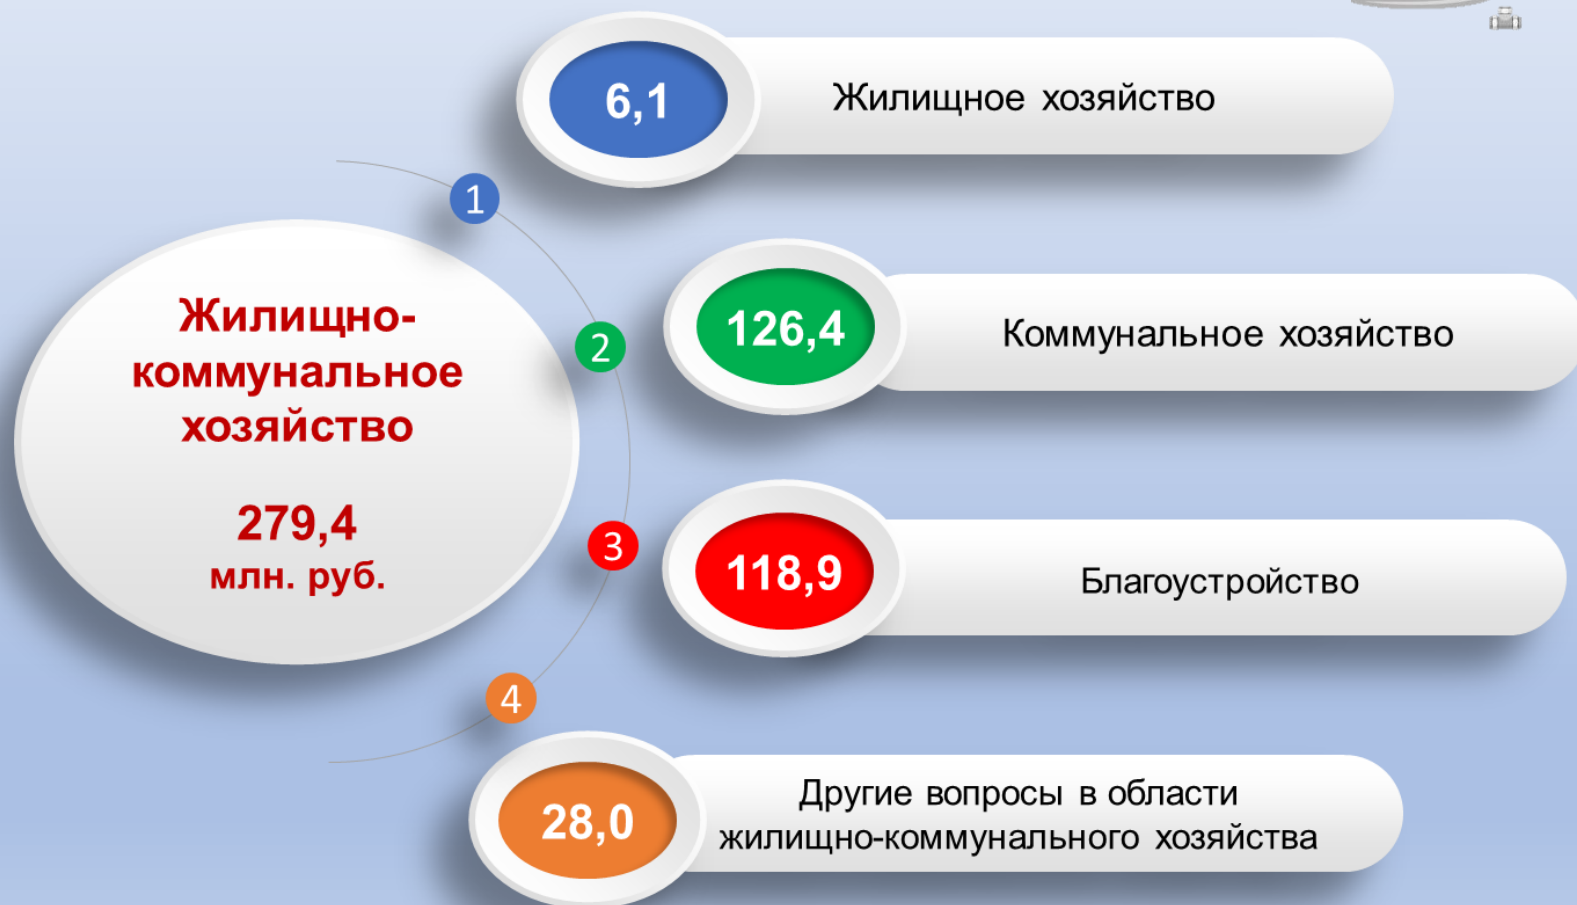 6,1
Жилищное хозяйство
1
Жилищно-
коммунальное
хозяйство
279,4
млн. руб.
2
126,4
Коммунальное хозяйство
3
118,9
Благоустройство
4
28,0
Другие вопросы в области
жилищно-коммунального хозяйства